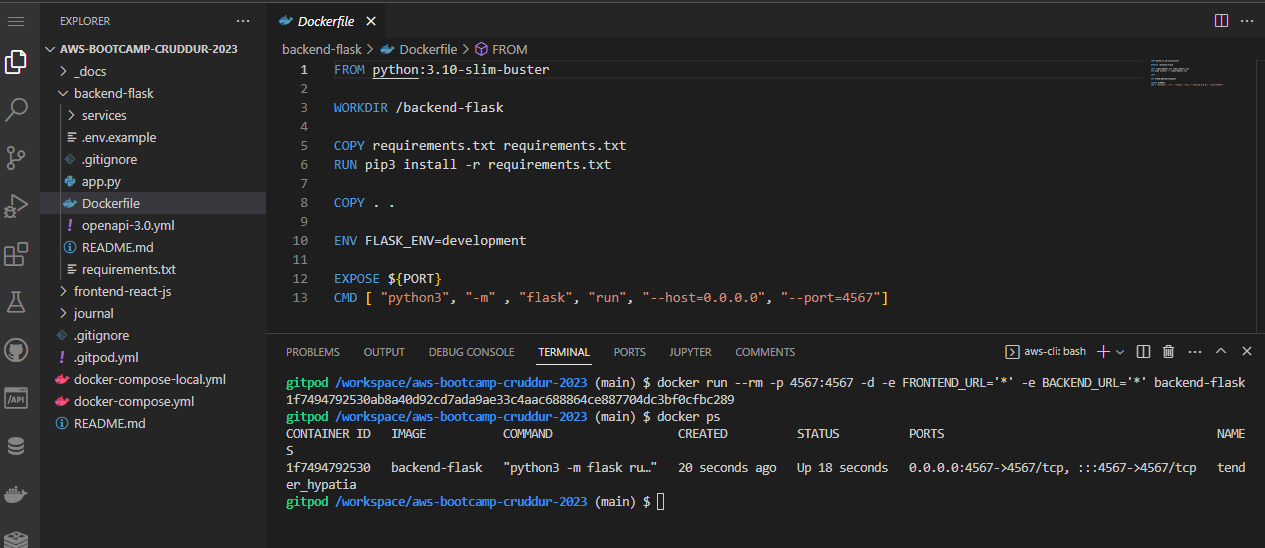 EXPLORER
AWS-BOOTCAMP-CRUDDUR-2023
_docs
backend-flask
services
.env.example
.gitignore
app.py
Dockerfile
openapi-3.0.yml
README.md
requirements.txt
frontend-react-js
journal
.gitignore
.gitpod.yml
docker-compose-local.yml
docker-compose.yml
README.md
Dockerfile
backend-flask > Dockerfile > FROM
1 FROM python:3.10-slim-buster
2
3 WORKDIR /backend-flask
4
5 COPY requirements.txt requirements.txt
6 RUN pip3 install -r requirements.txt
7
8 COPY . .
9
10 ENV FLASK_ENV=development
11
12 EXPOSE ${PORT}
13 CMD [ "python3", "-m" , "flask", "run", "--host=0.0.0.0", "--port=4567"]
PROBLEMS OUTPUT DEBUG CONSOLE TERMINAL PORTS JUPYTER COMMENTS aws-cli: bash
gitpod /workspace/aws-bootcamp-cruddur-2023 (main) $ docker run --rm -p 4567:4567 -d -e FRONTEND_URL='*' -e BACKEND_URL='*' backend-flask
1f7494792530ab8a40d92cd7ada9ae33c4aac688864ce887704dc3bf0cfbc289
gitpod /workspace/aws-bootcamp-cruddur-2023 (main) $ docker ps
CONTAINER ID IMAGE COMMAND CREATED STATUS PORTS NAME
S
1f7494792530 backend-flask "python3 -m flask ru…" 20 seconds ago Up 18 seconds 0.0.0.0:4567->4567/tcp, :::4567->4567/tcp tend
er_hypatia
gitpod /workspace/aws-bootcamp-cruddur-2023 (main) $
/API